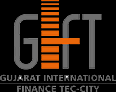 GIFT
GUJARAT INTERNATIONAL
FINANCE TEC-CITY